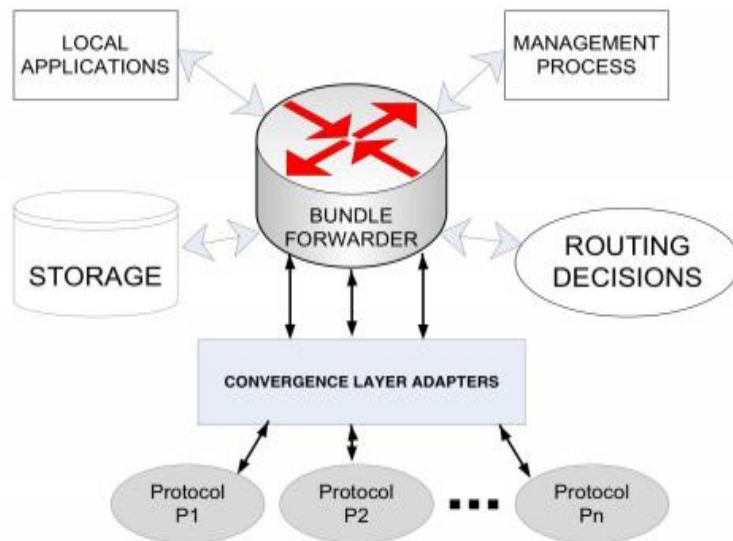 LOCAL
APPLICATIONS
MANAGEMENT
PROCESS
BUNDLE
FORWARDER
STORAGE
ROUTING
DECISIONS
CONVERGENCE LAYER ADAPTERS
Protocol
P1
Protocol
P2
Protocol
Pn